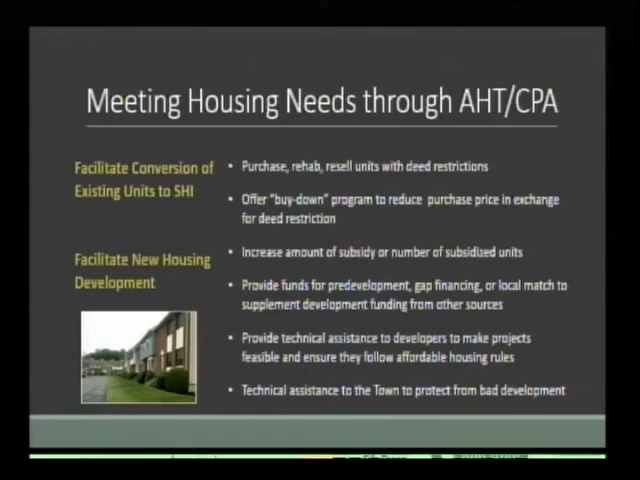 Meeting Housing Needs through AHT/CPA
Facilitate Conversion of
Existing Units to SHI
• Purchase, rehab, resell units with deed restrictions
• Offer "buy-down" program to reduce purchase price in exchange
for deed restriction
Facilitate New Housing
Development
• Increase amount of subsidy or number of subsidized units
• Provide funds for predevelopment, gap financing, or local match to
supplement development funding from other sources
• Provide technical assistance to developers to make projects
feasible and ensure they follow affordable housing rules
• Technical assistance to the Town to protect from bad development